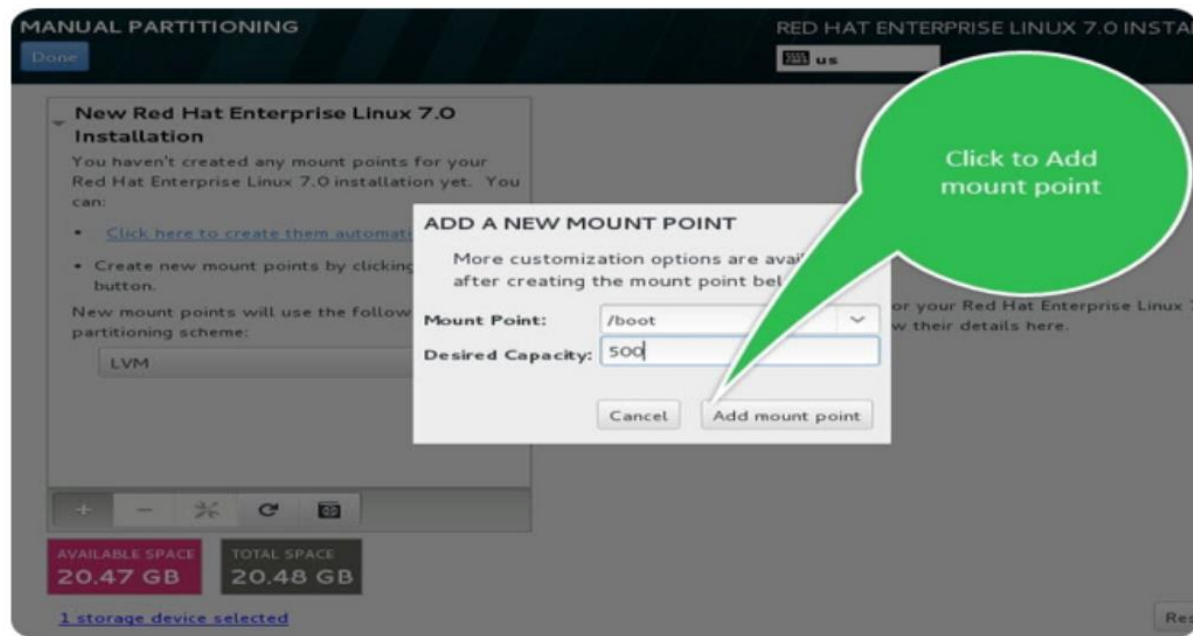 MANUAL PARTITIONING
RED HAT ENTERPRISE LINUX 7.0 INSTA
Done
us
New Red Hat Enterprise Linux 7.0
Installation
You haven't created any mount points for your
Red Hat Enterprise Linux 7.0 installation yet. You
can:
• Click here to create them automati
• Create new mount points by clicking
button.
New mount points will use the follow
partitioning scheme:
LVM
Click to Add
mount point
ADD A NEW MOUNT POINT
More customization options are avai
after creating the mount point bel
Mount Point: /boot
Desired Capacity: 500
Cancel Add mount point
or your Red Hat Enterprise Linux
w their details here.
+ −
AVAILABLE SPACE
20.47 GB
TOTAL SPACE
20.48 GB
1 storage device selected
Res